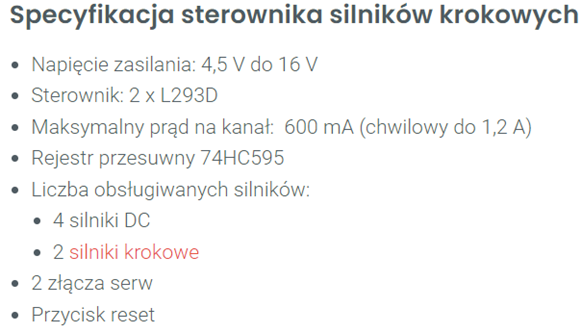 Specyfikacja sterownika silników krokowych
Napięcie zasilania: 4,5 V do 16 V
Sterownik: 2 x L293D
Maksymalny prąd na kanał: 600 mA (chwilowy do 1,2 A)
Rejestr przesuwny 74HC595
Liczba obsługiwanych silników:
4 silniki DC
2 silniki krokowe
2 złącza serw
Przycisk reset